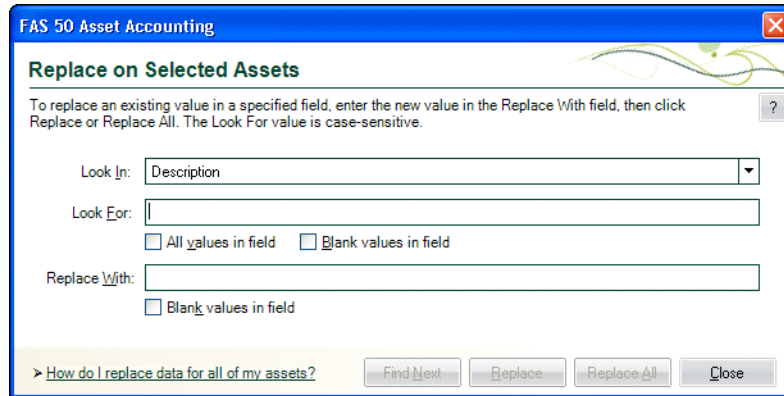 FAS 50 Asset Accounting
Replace on Selected Assets
To replace an existing value in a specified field, enter the new value in the Replace With field, then click
Replace or Replace All. The Look For value is case-sensitive.
?
Look In: Description
Look For:
All values in field Blank values in field
Replace With:
Blank values in field
➢ How do I replace data for all of my assets? Find Next Replace Replace All Close